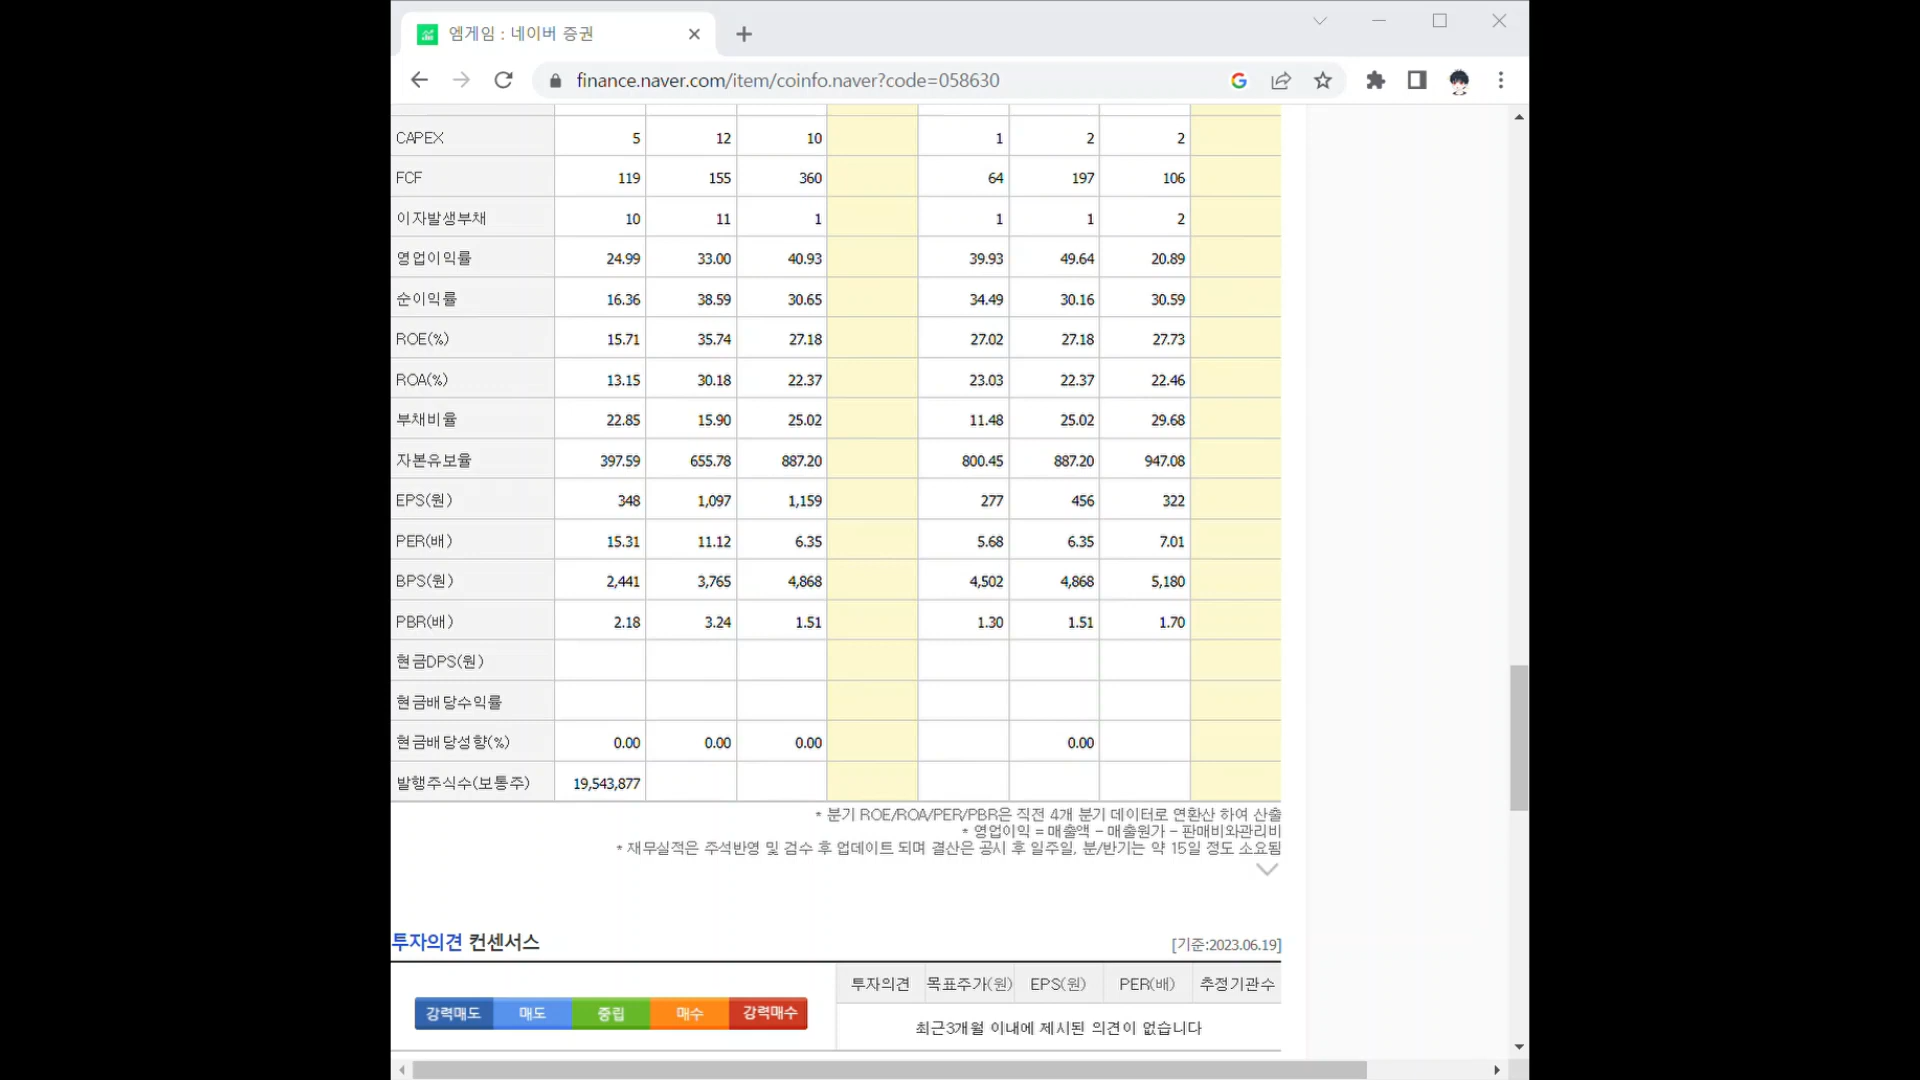 엠게임 : 네이버 증권
finance.naver.com/item/coinfo.naver?code=058630
CAPEX 5 12 10 1 2 2
FCF 119 155 360 64 197 106
이자발생부채 10 11 1 1 1 2
영업이익률 24.99 33.00 40.93 39.93 49.64 20.89
순이익률 16.36 38.59 30.65 34.49 30.16 30.59
ROE(%) 15.71 35.74 27.18 27.02 27.18 27.73
ROA(%) 13.15 30.18 22.37 23.03 22.37 22.46
부채비율 22.85 15.90 25.02 11.48 25.02 29.68
자본유보율 397.59 655.78 887.20 800.45 887.20 947.08
EPS(원) 348 1,097 1,159 277 456 322
PER(배) 15.31 11.12 6.35 5.68 6.35 7.01
BPS(원) 2,441 3,765 4,868 4,502 4,868 5,180
PBR(배) 2.18 3.24 1.51 1.30 1.51 1.70
현금DPS(원)
현금배당수익률
현금배당성향(%) 0.00 0.00 0.00 0.00
발행주식수(보통주) 19,543,877
* 분기 ROE/ROA/PER/PBR은 직전 4개 분기 데이터로 연환산 하여 산출
* 영업이익 = 매출액 - 매출원가 - 판매비와관리비
* 재무실적은 주석반영 및 검수 후 업데이트 되며 결산은 공시 후 일주일, 분/반기는 약 15일 정도 소요됨
투자의견 컨센서스 [기준:2023.06.19]
강력매도 매도 중립 매수 강력매수
투자의견 목표주가(원) EPS(원) PER(배) 추정기관수
최근3개월 이내에 제시된 의견이 없습니다